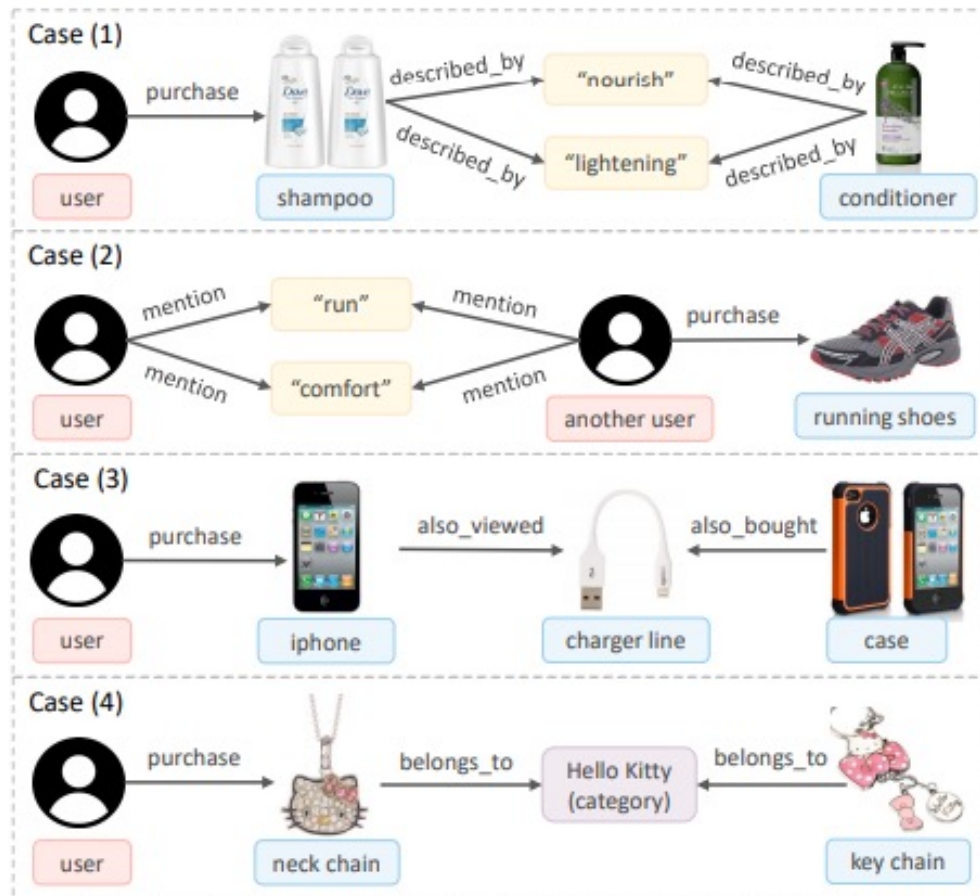 Case (1)
purchase
described_by
"nourish"
described_by
Dove
described_by
"lightening"
described_by
user
shampoo
conditioner
Case (2)
mention
"run"
mention
purchase
mention
"comfort"
mention
user
another user
running shoes
Case (3)
purchase
also_viewed
also_bought
user
iphone
charger line
case
Case (4)
purchase
belongs_to
Hello Kitty
(category)
belongs_to
user
neck chain
key chain